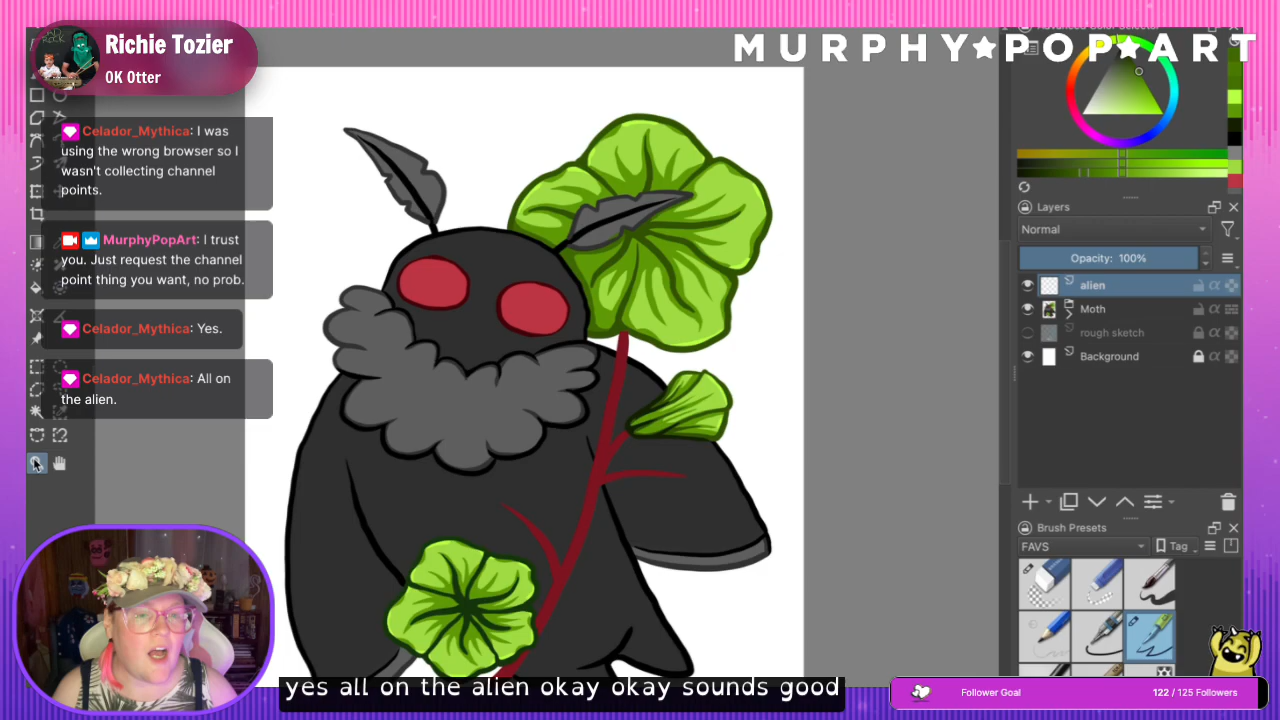 Richie Tozier
OK Otter
MURPHY★POP★ART
Celador_Mythica: I was
using the wrong browser so I
wasn't collecting channel
points.
MurphyPopArt: I trust
you. Just request the channel
point thing you want, no prob.
Celador_Mythica: Yes.
Celador_Mythica: All on
the alien.
Layers
Normal
Opacity: 100%
alien
Moth
rough sketch
Background
Brush Presets
FAVS
Tag
yes all on the alien okay okay sounds good
Follower Goal
122 / 125 Followers